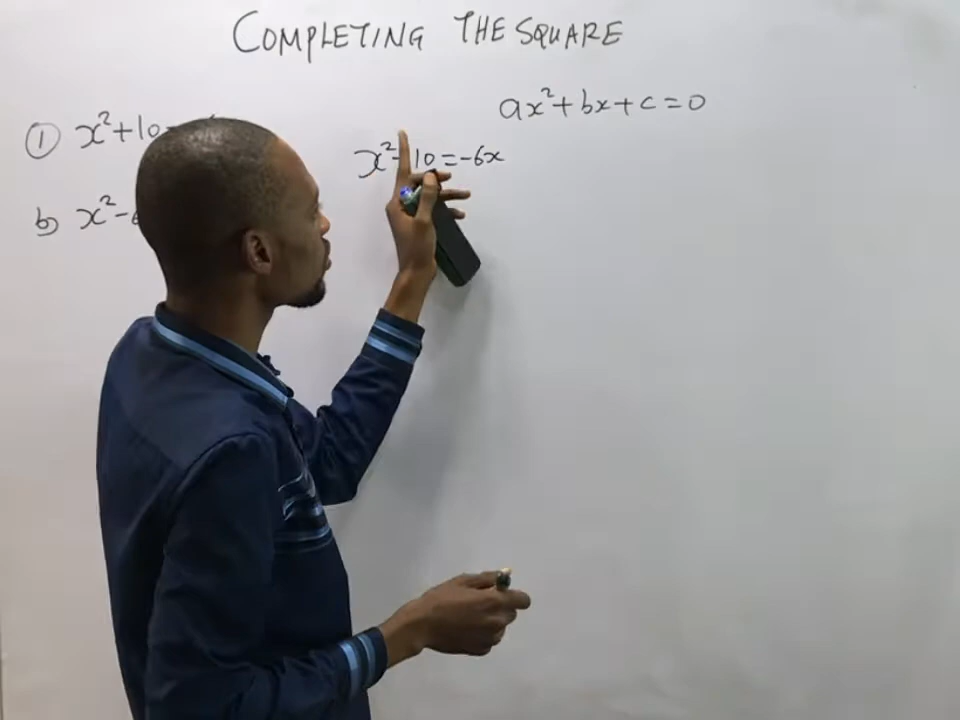 COMPLETING THE SQUARE
ax²+bx+c=0
① x²+10
x² 10=-6x
b) x²-